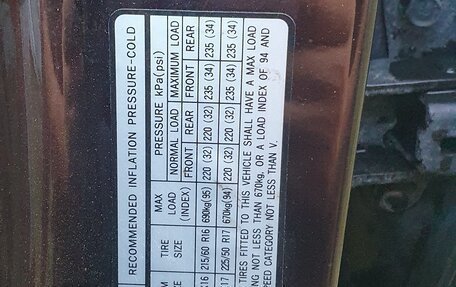 RECOMMENDED INFLATION PRESSURE-COLD
TIRE SIZE MAX LOAD (INDEX) PRESSURE kPa(psi)
NORMAL LOAD MAXIMUM LOAD
FRONT REAR FRONT REAR
215/60 R16 690kg(95) 220 (32) 220 (32) 235 (34) 235 (34)
225/50 R17 670kg(94) 220 (32) 220 (32) 235 (34) 235 (34)
TIRES FITTED TO THIS VEHICLE SHALL HAVE A MAX LOAD
NOT LESS THAN 670kg, OR A LOAD INDEX OF 94 AND
SPEED CATEGORY NOT LESS THAN V.